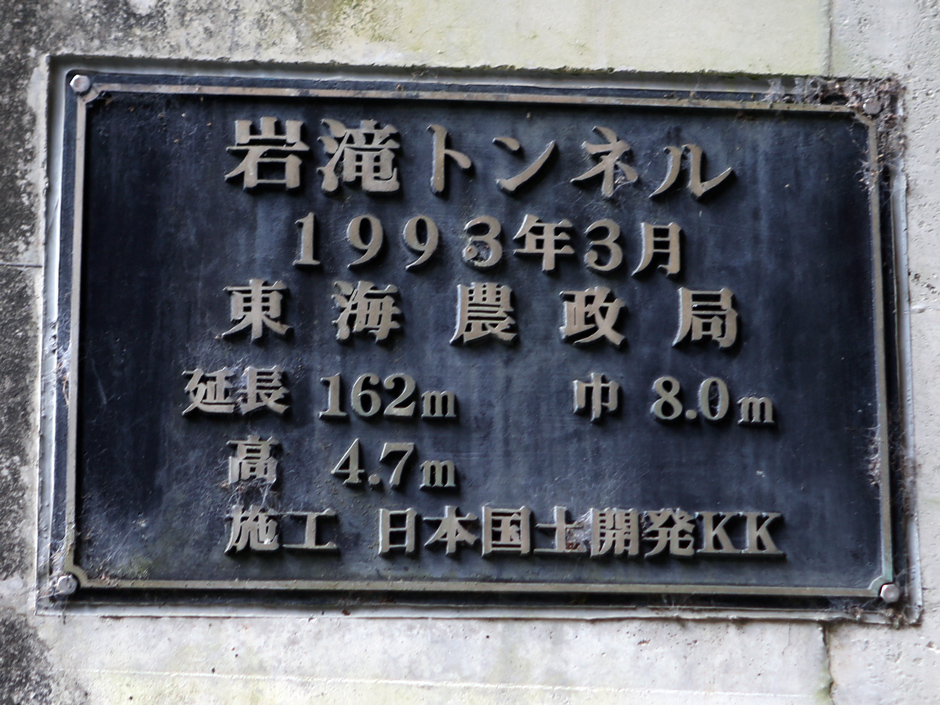 岩滝トンネル
1993年3月
東海農政局
延長 162m 巾 8.0m
高 4.7m
施工 日本国土開発KK